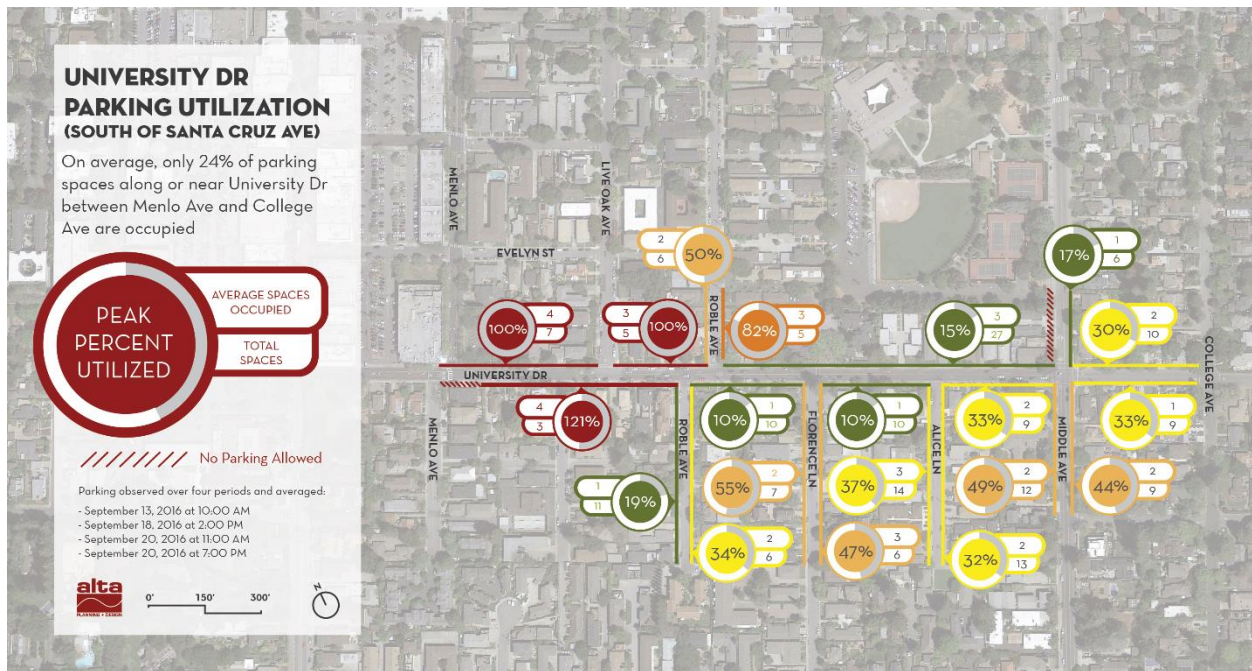 UNIVERSITY DR
PARKING UTILIZATION
(SOUTH OF SANTA CRUZ AVE)
On average, only 24% of parking
spaces along or near University Dr
between Menlo Ave and College
Ave are occupied
PEAK
PERCENT
UTILIZED
AVERAGE SPACES
OCCUPIED
TOTAL
SPACES
No Parking Allowed
Parking observed over four periods and averaged:
- September 13, 2016 at 10:00 AM
- September 18, 2016 at 2:00 PM
- September 20, 2016 at 11:00 AM
- September 20, 2016 at 7:00 PM
alta
PLANNING + DESIGN
0' 150' 300'
N
MENLO AVE
LIVE OAK AVE
EVELYN ST
ROBLE AVE
UNIVERSITY DR
COLLEGE AVE
MENLO AVE
ROBLE AVE
FLORENCE LN
ALICE LN
MIDDLE AVE
50%
2
6
17%
1
6
100%
4
7
100%
3
5
82%
3
5
15%
3
27
30%
2
10
121%
4
3
10%
1
10
10%
1
10
33%
2
9
33%
1
9
19%
1
11
55%
2
7
37%
3
14
49%
2
12
44%
2
9
34%
2
6
47%
3
6
32%
2
13